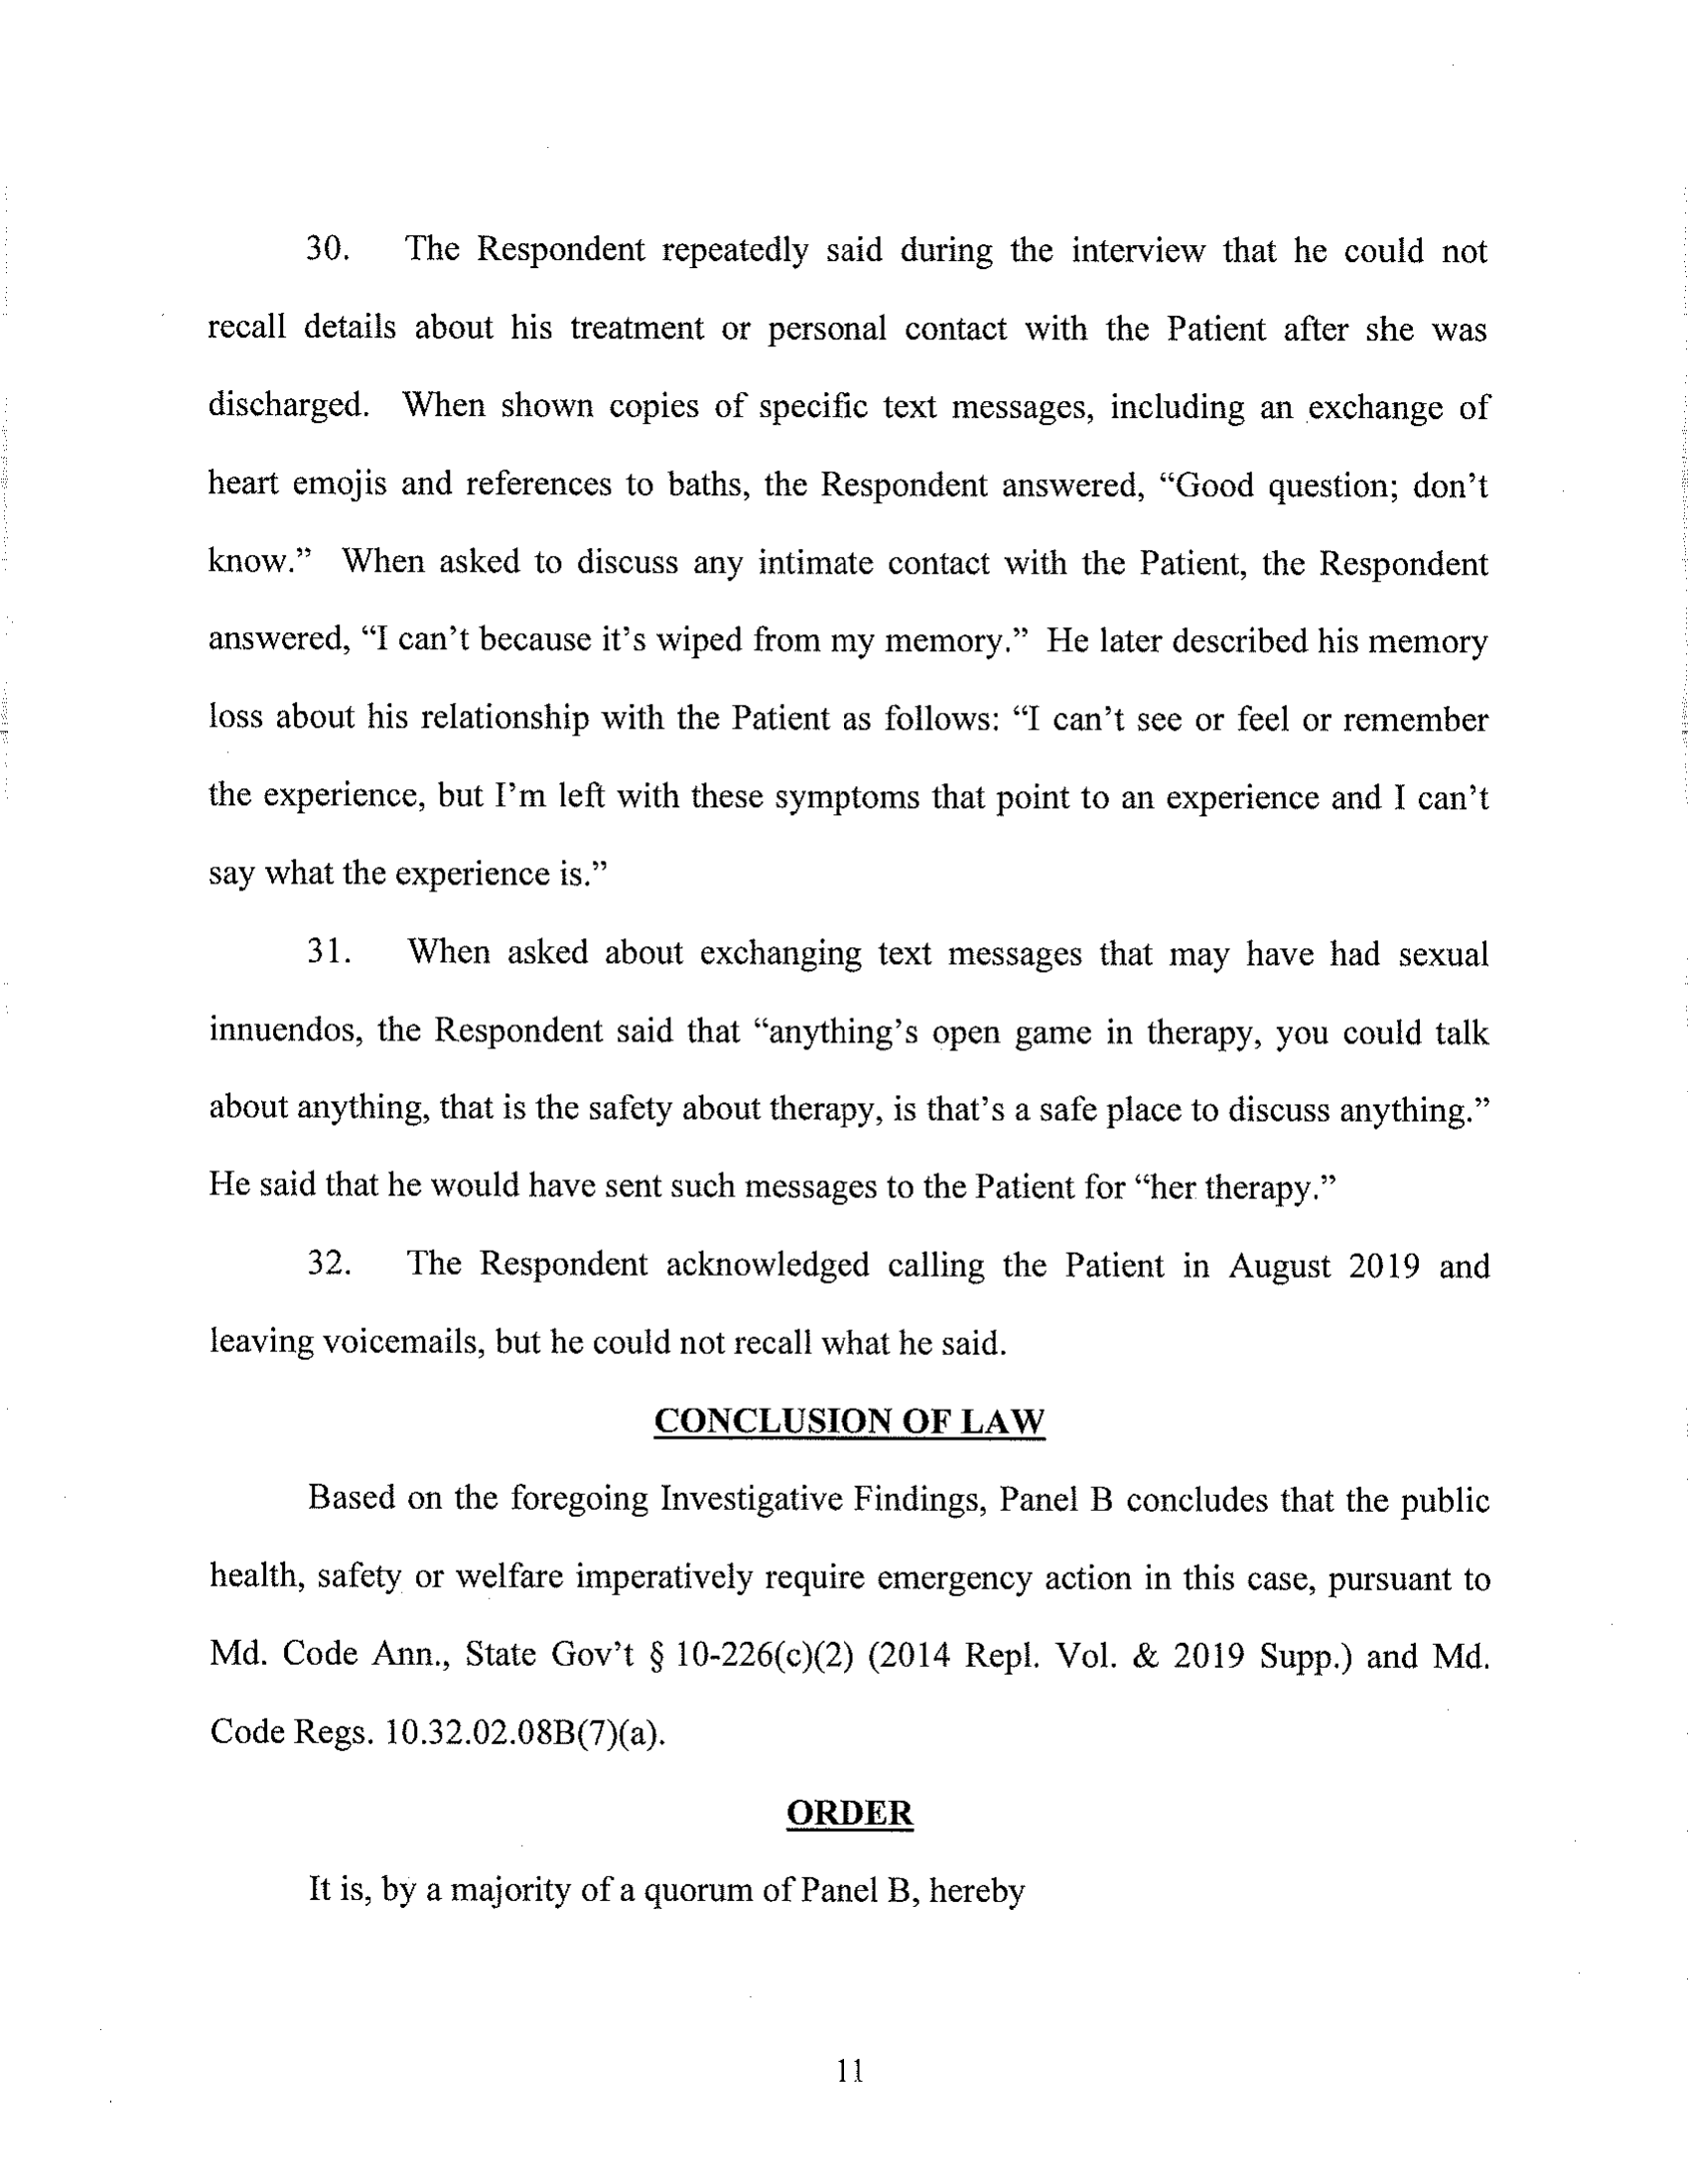 30. The Respondent repeatedly said during the interview that he could not
recall details about his treatment or personal contact with the Patient after she was
discharged. When shown copies of specific text messages, including an exchange of
heart emojis and references to baths, the Respondent answered, “Good question; don’t
know.” When asked to discuss any intimate contact with the Patient, the Respondent
answered, “I can’t because it’s wiped from my memory.” He later described his memory
loss about his relationship with the Patient as follows: “I can’t see or feel or remember
the experience, but I’m left with these symptoms that point to an experience and I can’t
say what the experience is.”
31. When asked about exchanging text messages that may have had sexual
innuendos, the Respondent said that “anything’s open game in therapy, you could talk
about anything, that is the safety about therapy, is that’s a safe place to discuss anything.”
He said that he would have sent such messages to the Patient for “her therapy.”
32. The Respondent acknowledged calling the Patient in August 2019 and
leaving voicemails, but he could not recall what he said.
CONCLUSION OF LAW
Based on the foregoing Investigative Findings, Panel B concludes that the public
health, safety or welfare imperatively require emergency action in this case, pursuant to
Md. Code Ann., State Gov’t § 10-226(c)(2) (2014 Repl. Vol. & 2019 Supp.) and Md.
Code Regs. 10.32.02.08B(7)(a).
ORDER
It is, by a majority of a quorum of Panel B, hereby
11